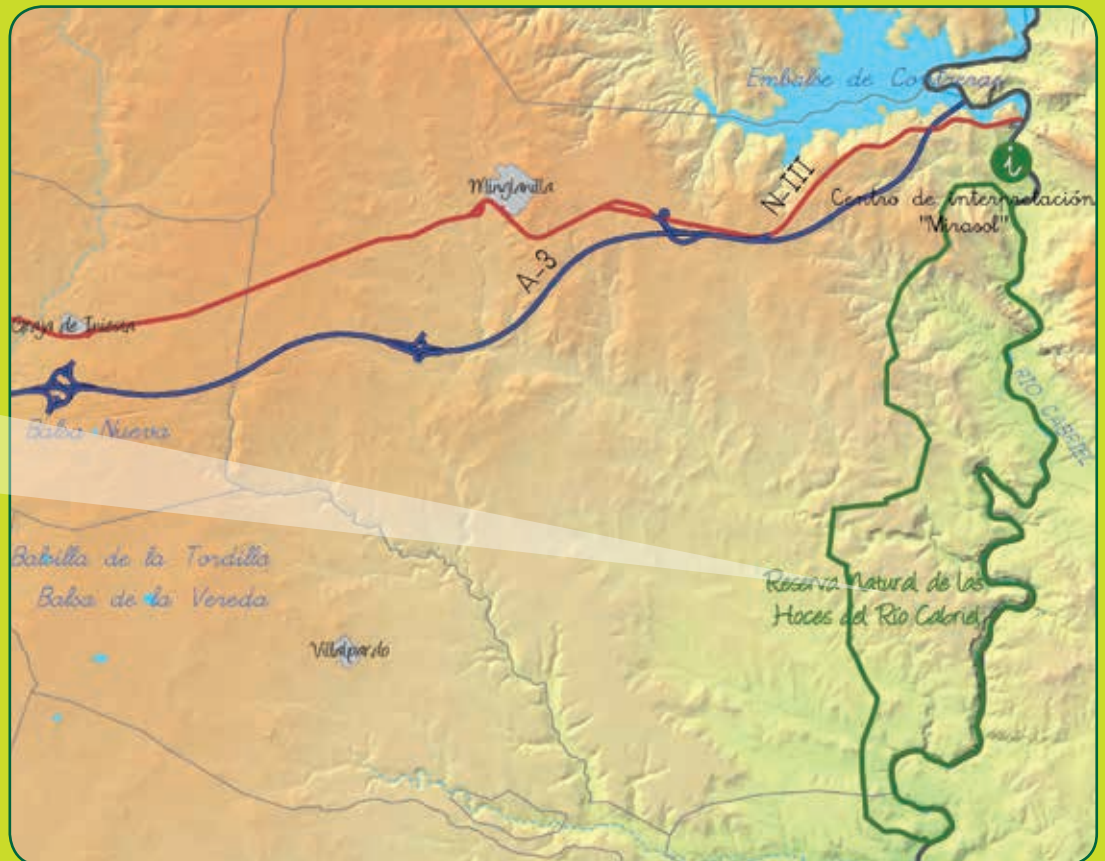 Embalse de Contreras
Minglanilla
N-III
i
Centro de interpretación
"Mirasol"
A-3
Graja de Iniesta
RÍO CABRIEL
Balsa Nueva
Balsilla de la Tordilla
Balsa de la Vereda
Reserva Natural de las
Hoces del Río Cabriel
Villalpardo